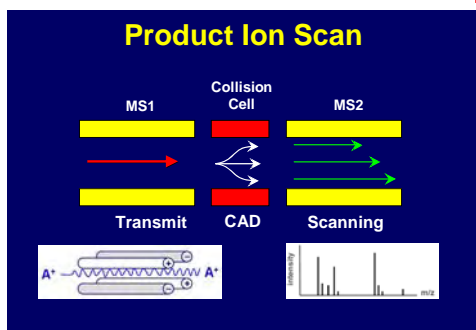 Product Ion Scan
Collision
MS1 Cell MS2
Transmit CAD Scanning
A⁺ − + + − A⁺
intensity
m/z